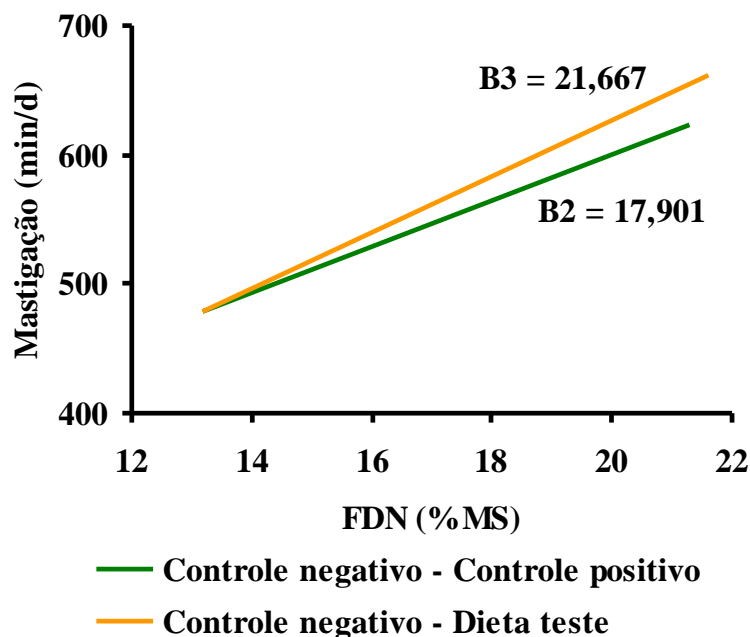 700
B3 = 21,667
600
B2 = 17,901
500
400
Mastigação (min/d)
12 14 16 18 20 22
FDN (% MS)
Controle negativo - Controle positivo
Controle negativo - Dieta teste